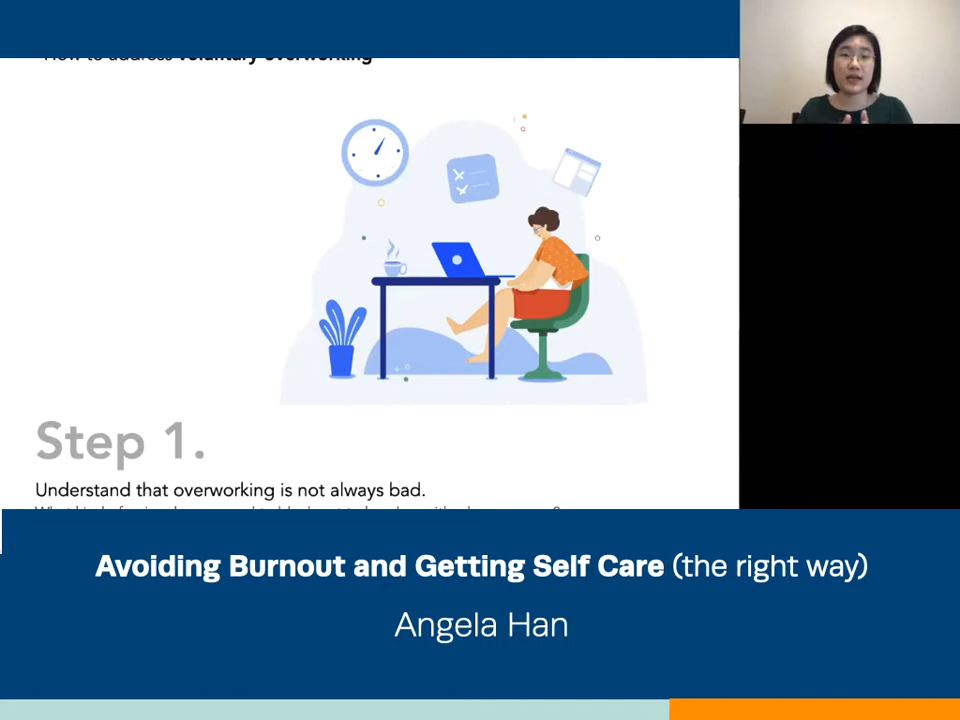 How to address voluntary overworking
Step 1.
Understand that overworking is not always bad.
Avoiding Burnout and Getting Self Care (the right way)
Angela Han